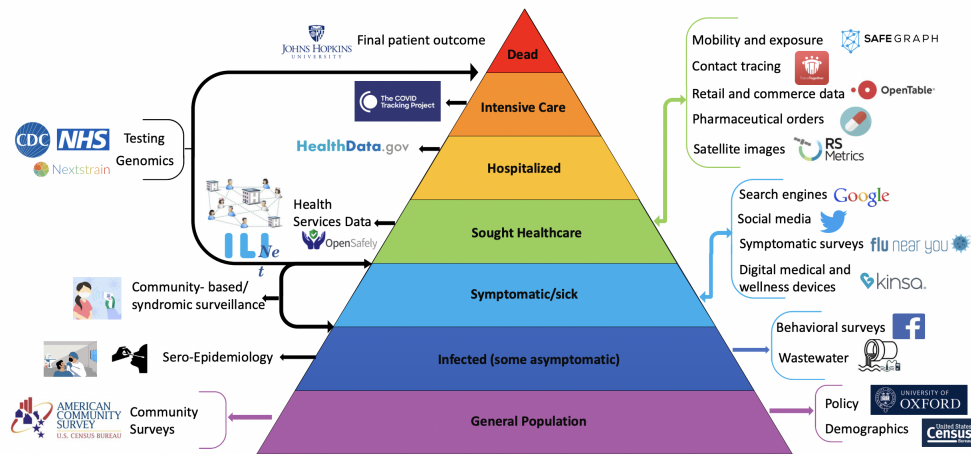 JOHNS HOPKINS
UNIVERSITY
Final patient outcome
Dead
Mobility and exposure
SAFEGRAPH
Contact tracing
TraceTogether
The COVID
Tracking Project
Intensive Care
Retail and commerce data
OpenTable
CDC
NHS
Testing
Genomics
Nextstrain
Pharmaceutical orders
HealthData.gov
Hospitalized
Satellite images
RS
Metrics
Health
Services Data
ILINet
OpenSafely
Sought Healthcare
Search engines
Google
Social media
Symptomatic surveys
flu near you
Digital medical and
wellness devices
kinsa
Community- based/
syndromic surveillance
Symptomatic/sick
Behavioral surveys
Wastewater
Sero-Epidemiology
Infected (some asymptomatic)
AMERICAN
COMMUNITY
SURVEY
U.S. CENSUS BUREAU
Community
Surveys
General Population
Policy
UNIVERSITY OF
OXFORD
Demographics
United States
Census
Bureau